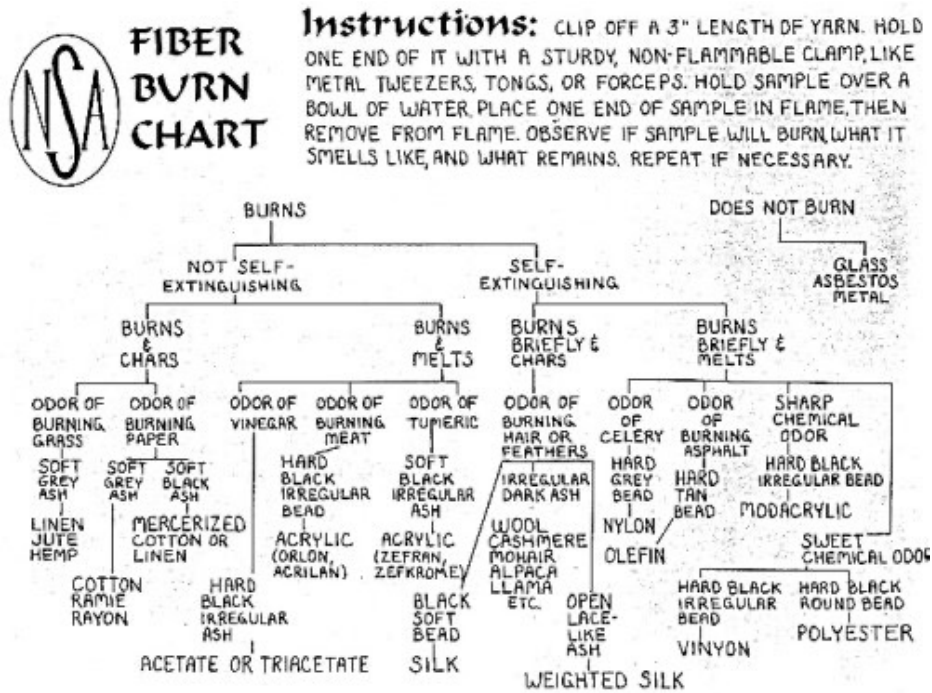 NSA
FIBER
BURN
CHART
Instructions: CLIP OFF A 3" LENGTH OF YARN. HOLD
ONE END OF IT WITH A STURDY, NON-FLAMMABLE CLAMP, LIKE
METAL TWEEZERS, TONGS, OR FORCEPS. HOLD SAMPLE OVER A
BOWL OF WATER. PLACE ONE END OF SAMPLE IN FLAME, THEN
REMOVE FROM FLAME. OBSERVE IF SAMPLE WILL BURN, WHAT IT
SMELLS LIKE, AND WHAT REMAINS. REPEAT IF NECESSARY.
BURNS
DOES NOT BURN
NOT SELF-
EXTINGUISHING
SELF-
EXTINGUISHING
GLASS
ASBESTOS
METAL
BURNS
&
CHARS
BURNS
&
MELTS
BURNS
BRIEFLY &
CHARS
BURNS
BRIEFLY &
MELTS
ODOR OF
BURNING
GRASS
ODOR OF
BURNING
PAPER
ODOR OF
VINEGAR
ODOR OF
BURNING
MEAT
ODOR OF
TUMERIC
ODOR OF
BURNING
HAIR OR
FEATHERS
ODOR
OF
CELERY
ODOR
OF
BURNING
ASPHALT
SHARP
CHEMICAL
ODOR
SOFT
GREY
ASH
SOFT
GREY
ASH
SOFT
BLACK
ASH
HARD
BLACK
IRREGULAR
BEAD
SOFT
BLACK
IRREGULAR
ASH
IRREGULAR
DARK ASH
HARD
GREY
BEAD
HARD
TAN
BEAD
HARD BLACK
IRREGULAR BEAD
LINEN
JUTE
HEMP
MERCERIZED
COTTON OR
LINEN
ACRYLIC
(ORLON,
ACRILAN)
ACRYLIC
(ZEFRAN,
ZEFKROME)
WOOL
CASHMERE
MOHAIR
ALPACA
LLAMA
ETC.
NYLON
OLEFIN
MODACRYLIC
SWEET
CHEMICAL ODOR
COTTON
RAMIE
RAYON
HARD
BLACK
IRREGULAR
ASH
BLACK
SOFT
BEAD
OPEN
LACE-
LIKE
ASH
HARD BLACK
IRREGULAR
BEAD
HARD BLACK
ROUND BEAD
ACETATE OR TRIACETATE
SILK
WEIGHTED SILK
VINYON
POLYESTER